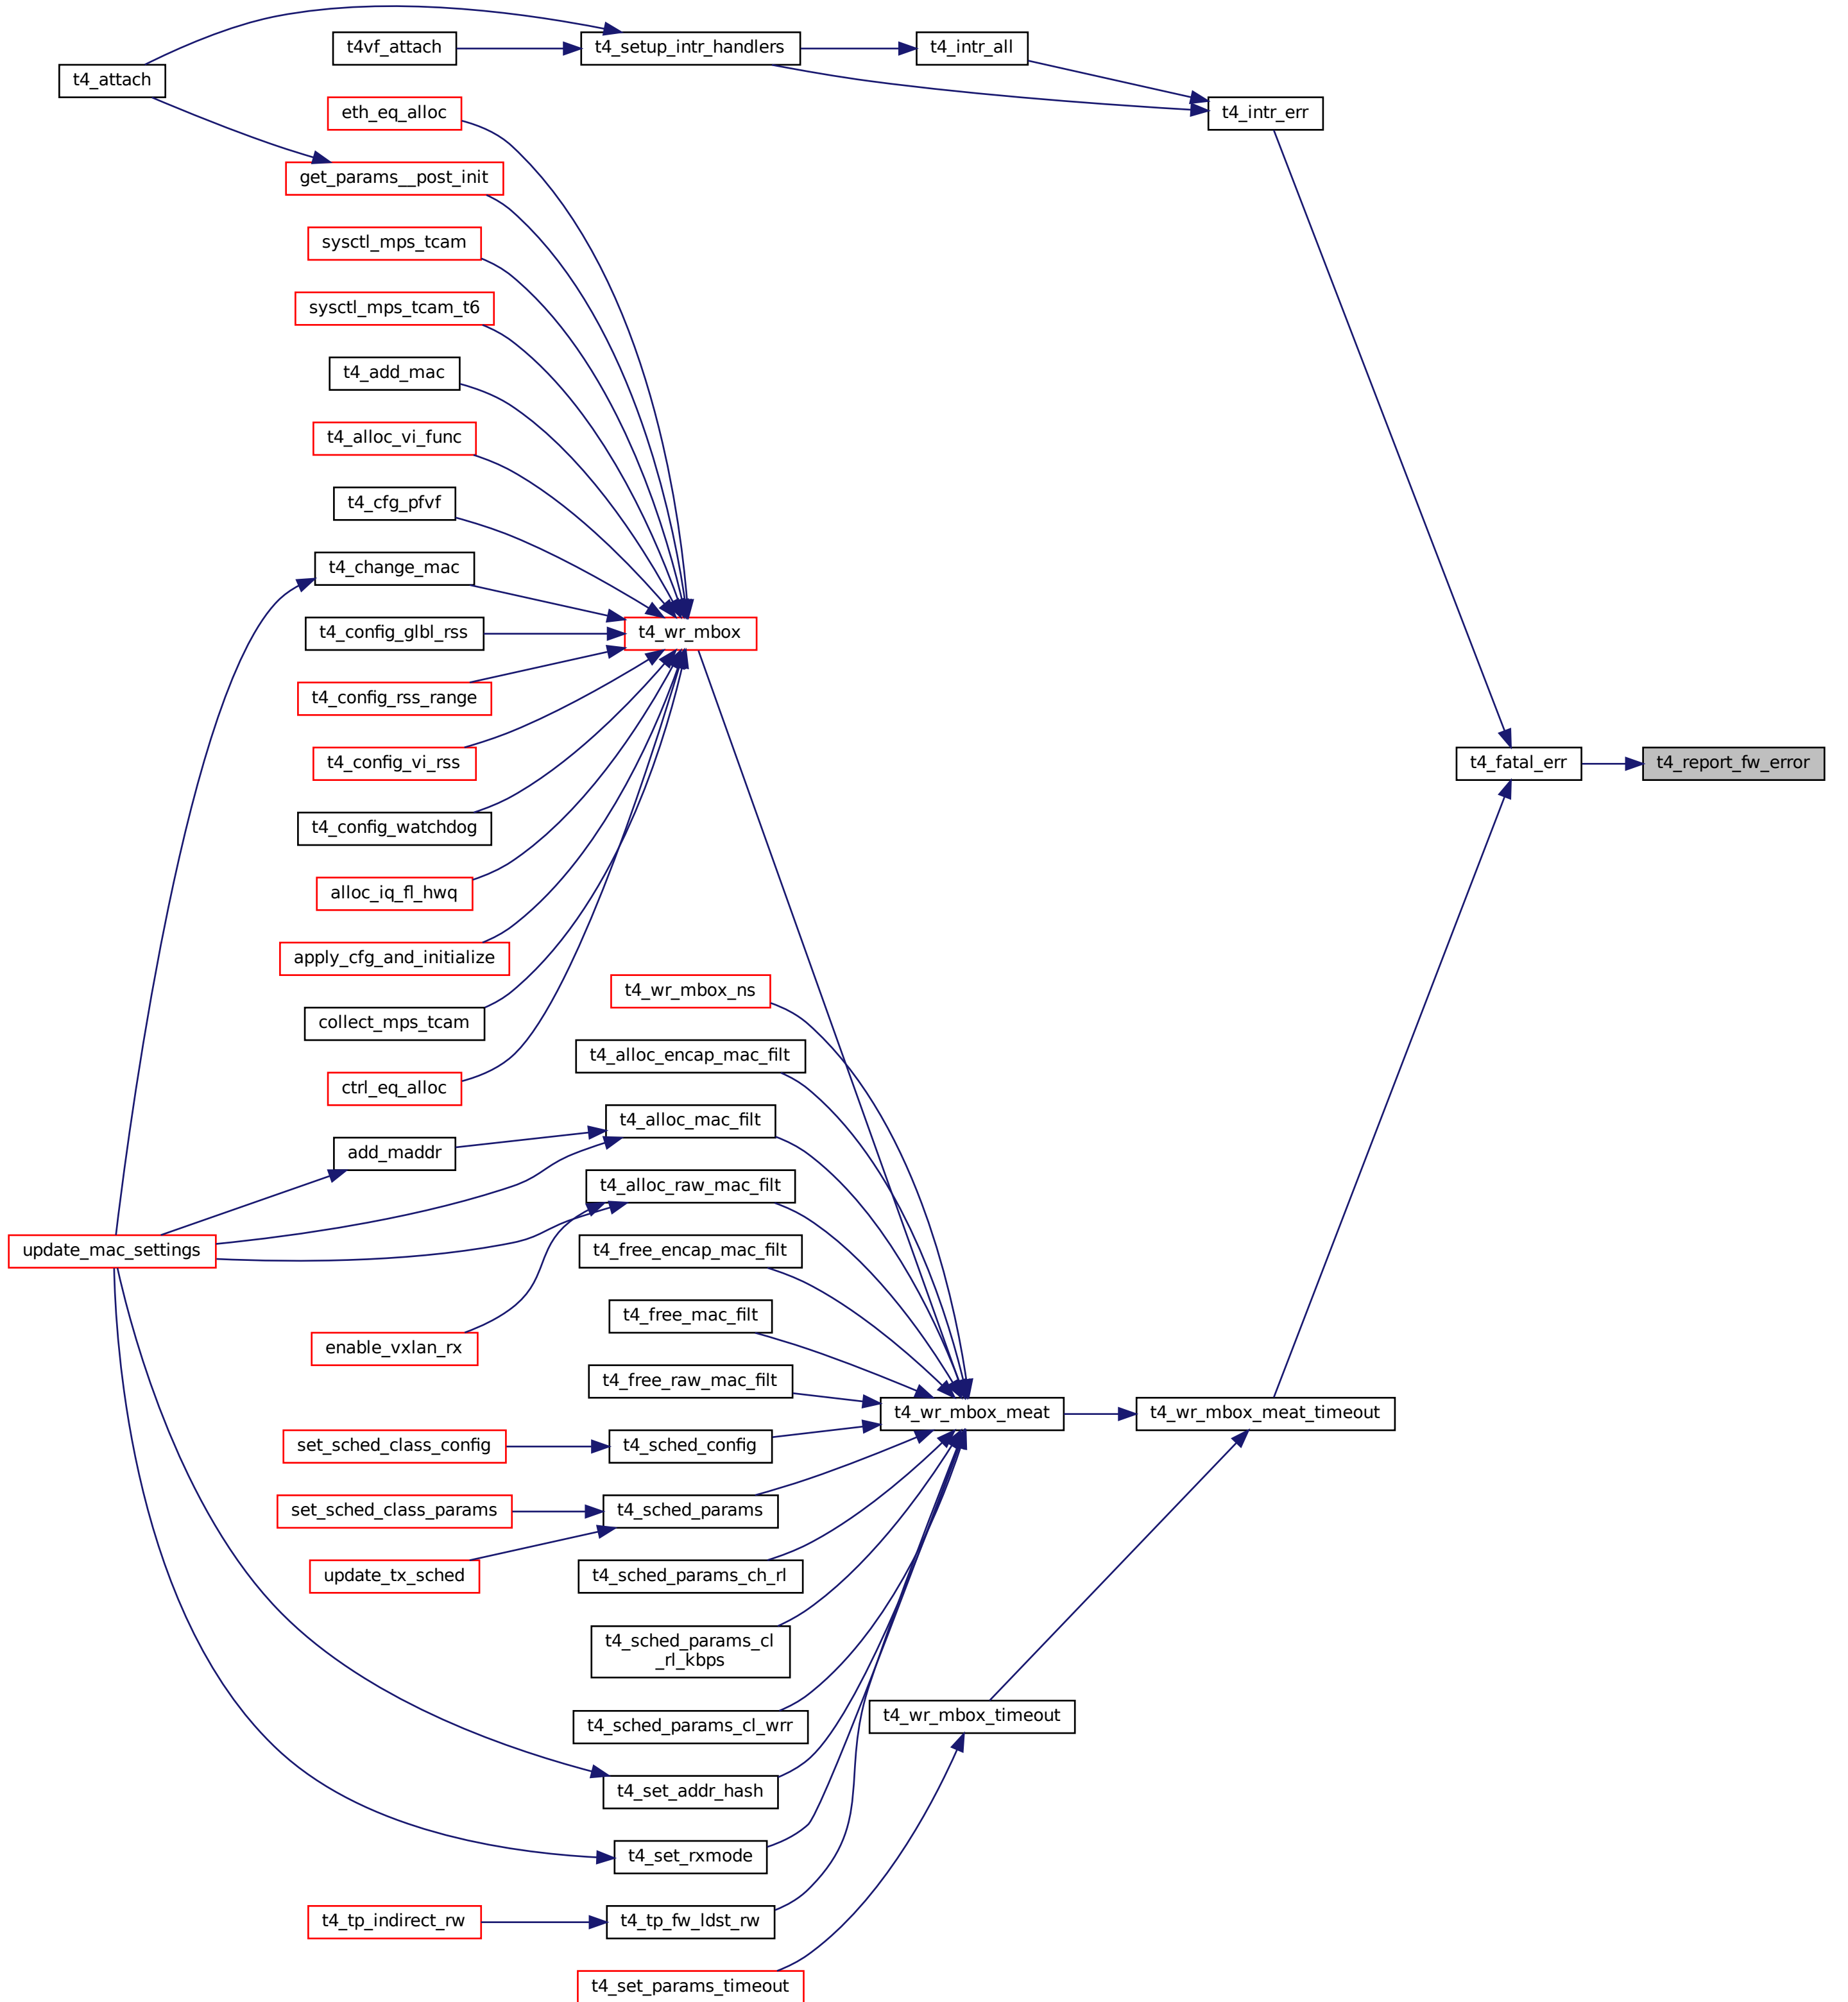 t4vf_attach
t4_setup_intr_handlers
t4_intr_all
t4_attach
eth_eq_alloc
t4_intr_err
get_params__post_init
sysctl_mps_tcam
sysctl_mps_tcam_t6
t4_add_mac
t4_alloc_vi_func
t4_cfg_pfvf
t4_change_mac
t4_config_glbl_rss
t4_wr_mbox
t4_config_rss_range
t4_config_vi_rss
t4_fatal_err
t4_report_fw_error
t4_config_watchdog
alloc_iq_fl_hwq
apply_cfg_and_initialize
t4_wr_mbox_ns
collect_mps_tcam
t4_alloc_encap_mac_filt
ctrl_eq_alloc
t4_alloc_mac_filt
add_maddr
t4_alloc_raw_mac_filt
update_mac_settings
t4_free_encap_mac_filt
t4_free_mac_filt
enable_vxlan_rx
t4_free_raw_mac_filt
t4_wr_mbox_meat
t4_wr_mbox_meat_timeout
set_sched_class_config
t4_sched_config
set_sched_class_params
t4_sched_params
update_tx_sched
t4_sched_params_ch_rl
t4_sched_params_cl
_rl_kbps
t4_wr_mbox_timeout
t4_sched_params_cl_wrr
t4_set_addr_hash
t4_set_rxmode
t4_tp_indirect_rw
t4_tp_fw_ldst_rw
t4_set_params_timeout